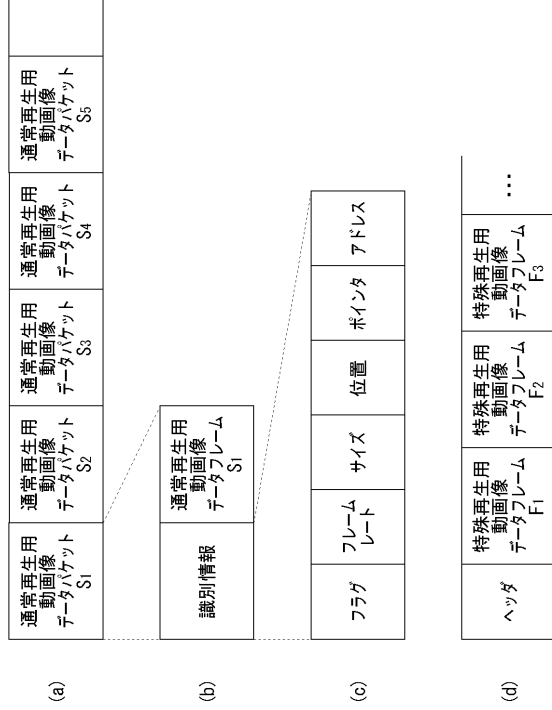 (a)
通常再生用
動画像
データパケット
S1
通常再生用
動画像
データパケット
S2
通常再生用
動画像
データパケット
S3
通常再生用
動画像
データパケット
S4
通常再生用
動画像
データパケット
S5
(b)
識別情報
通常再生用
動画像
データフレーム
S1
(c)
フラグ
フレーム
レート
サイズ
位置
ポインタ
アドレス
(d)
ヘッダ
特殊再生用
動画像
データフレーム
F1
特殊再生用
動画像
データフレーム
F2
特殊再生用
動画像
データフレーム
F3
...